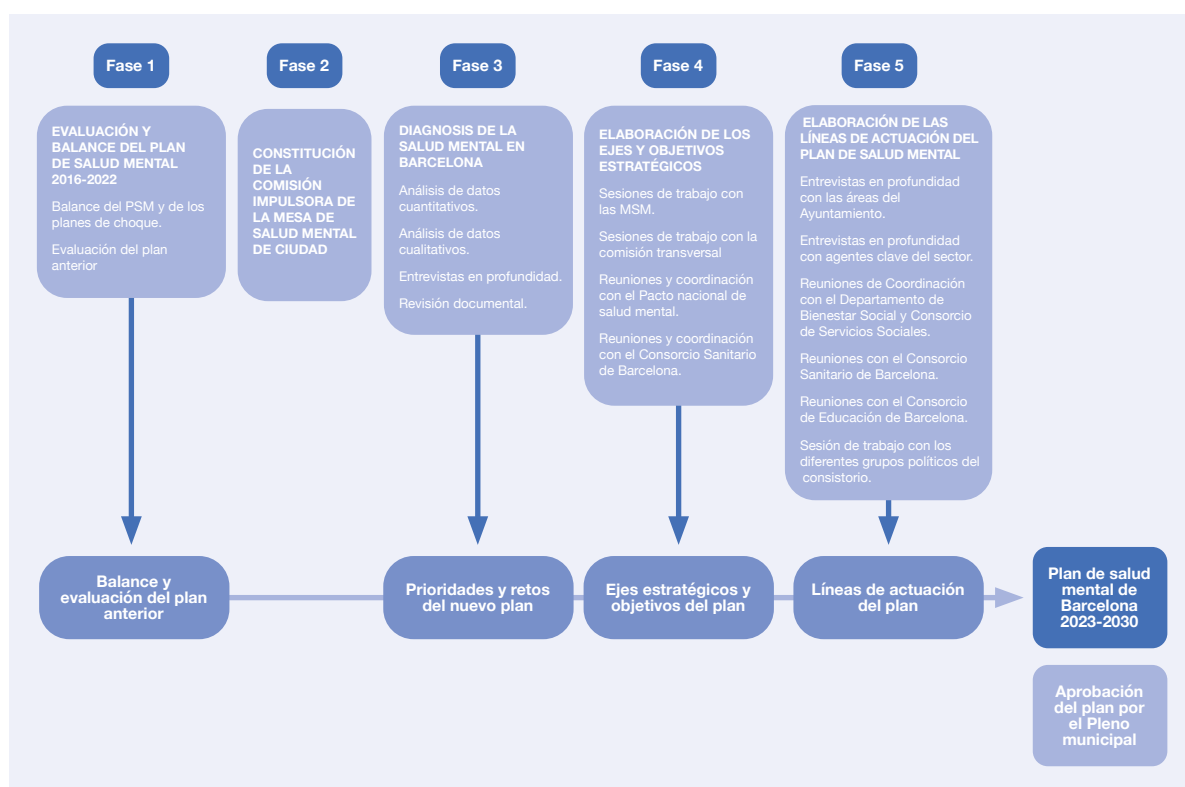 Fase 1
EVALUACIÓN Y
BALANCE DEL PLAN
DE SALUD MENTAL
2016-2022
Balance del PSM y de los
planes de choque.
Evaluación del plan
anterior
Fase 2
CONSTITUCIÓN
DE LA
COMISIÓN
IMPULSORA DE
LA MESA DE
SALUD MENTAL
DE CIUDAD
Fase 3
DIAGNOSIS DE LA
SALUD MENTAL EN
BARCELONA
Análisis de datos
cuantitativos.
Análisis de datos
cualitativos.
Entrevistas en profundidad.
Revisión documental.
Fase 4
ELABORACIÓN DE LOS
EJES Y OBJETIVOS
ESTRATÉGICOS
Sesiones de trabajo con
las MSM.
Sesiones de trabajo con la
comisión transversal
Reuniones y coordinación
con el Pacto nacional de
salud mental.
Reuniones y coordinación
con el Consorcio Sanitario
de Barcelona.
Fase 5
ELABORACIÓN DE LAS
LÍNEAS DE ACTUACIÓN DEL
PLAN DE SALUD MENTAL
Entrevistas en profundidad
con las áreas del
Ayuntamiento.
Entrevistas en profundidad
con agentes clave del sector.
Reuniones de Coordinación
con el Departamento de
Bienestar Social y Consorcio
de Servicios Sociales.
Reuniones con el Consorcio
Sanitario de Barcelona.
Reuniones con el Consorcio
de Educación de Barcelona.
Sesión de trabajo con los
diferentes grupos políticos del
consistorio.
Balance y
evaluación del plan
anterior
Prioridades y retos
del nuevo plan
Ejes estratégicos y
objetivos del plan
Líneas de actuación
del plan
Plan de salud
mental de
Barcelona
2023-2030
Aprobación
del plan por
el Pleno
municipal